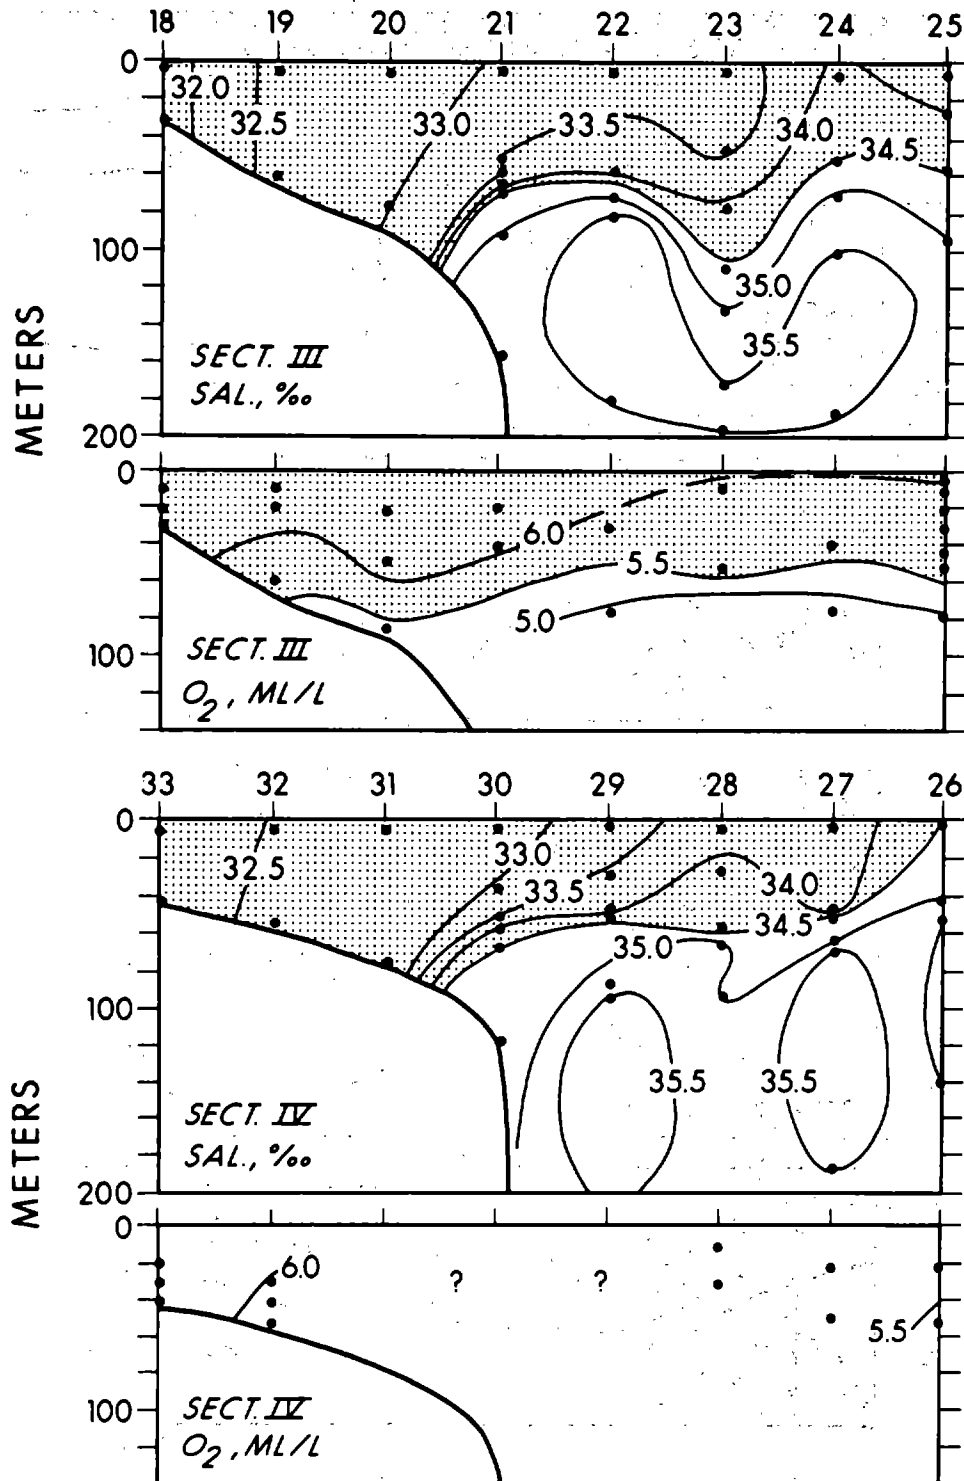 18 19 20 21 22 23 24 25
0
32.0
32.5
33.0
33.5
34.0
34.5
100
35.0
35.5
METERS
SECT. III
SAL., ‰
200
0
6.0
5.5
5.0
100
SECT. III
O2, ML/L
33 32 31 30 29 28 27 26
0
32.5
33.0
33.5
34.0
34.5
35.0
100
35.5 35.5
METERS
SECT. IV
SAL., ‰
200
0
6.0 ? ?
5.5
100
SECT. IV
O2, ML/L